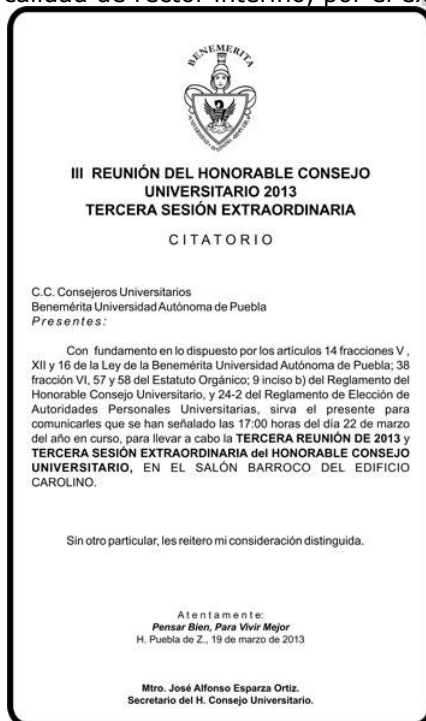 calidad de rector interino, por el ex
BENEMERITA
III REUNIÓN DEL HONORABLE CONSEJO
UNIVERSITARIO 2013
TERCERA SESIÓN EXTRAORDINARIA
CITATORIO
C.C. Consejeros Universitarios
Benemérita Universidad Autónoma de Puebla
Presentes:
Con fundamento en lo dispuesto por los artículos 14 fracciones V ,
XII y 16 de la Ley de la Benemérita Universidad Autónoma de Puebla; 38
fracción VI, 57 y 58 del Estatuto Orgánico; 9 inciso b) del Reglamento del
Honorable Consejo Universitario, y 24-2 del Reglamento de Elección de
Autoridades Personales Universitarias, sirva el presente para
comunicarles que se han señalado las 17:00 horas del día 22 de marzo
del año en curso, para llevar a cabo la TERCERA REUNIÓN DE 2013 y
TERCERA SESIÓN EXTRAORDINARIA del HONORABLE CONSEJO
UNIVERSITARIO, EN EL SALÓN BARROCO DEL EDIFICIO
CAROLINO.
Sin otro particular, les reitero mi consideración distinguida.
Atentamente:
Pensar Bien, Para Vivir Mejor
H. Puebla de Z., 19 de marzo de 2013
Mtro. José Alfonso Esparza Ortiz.
Secretario del H. Consejo Universitario.